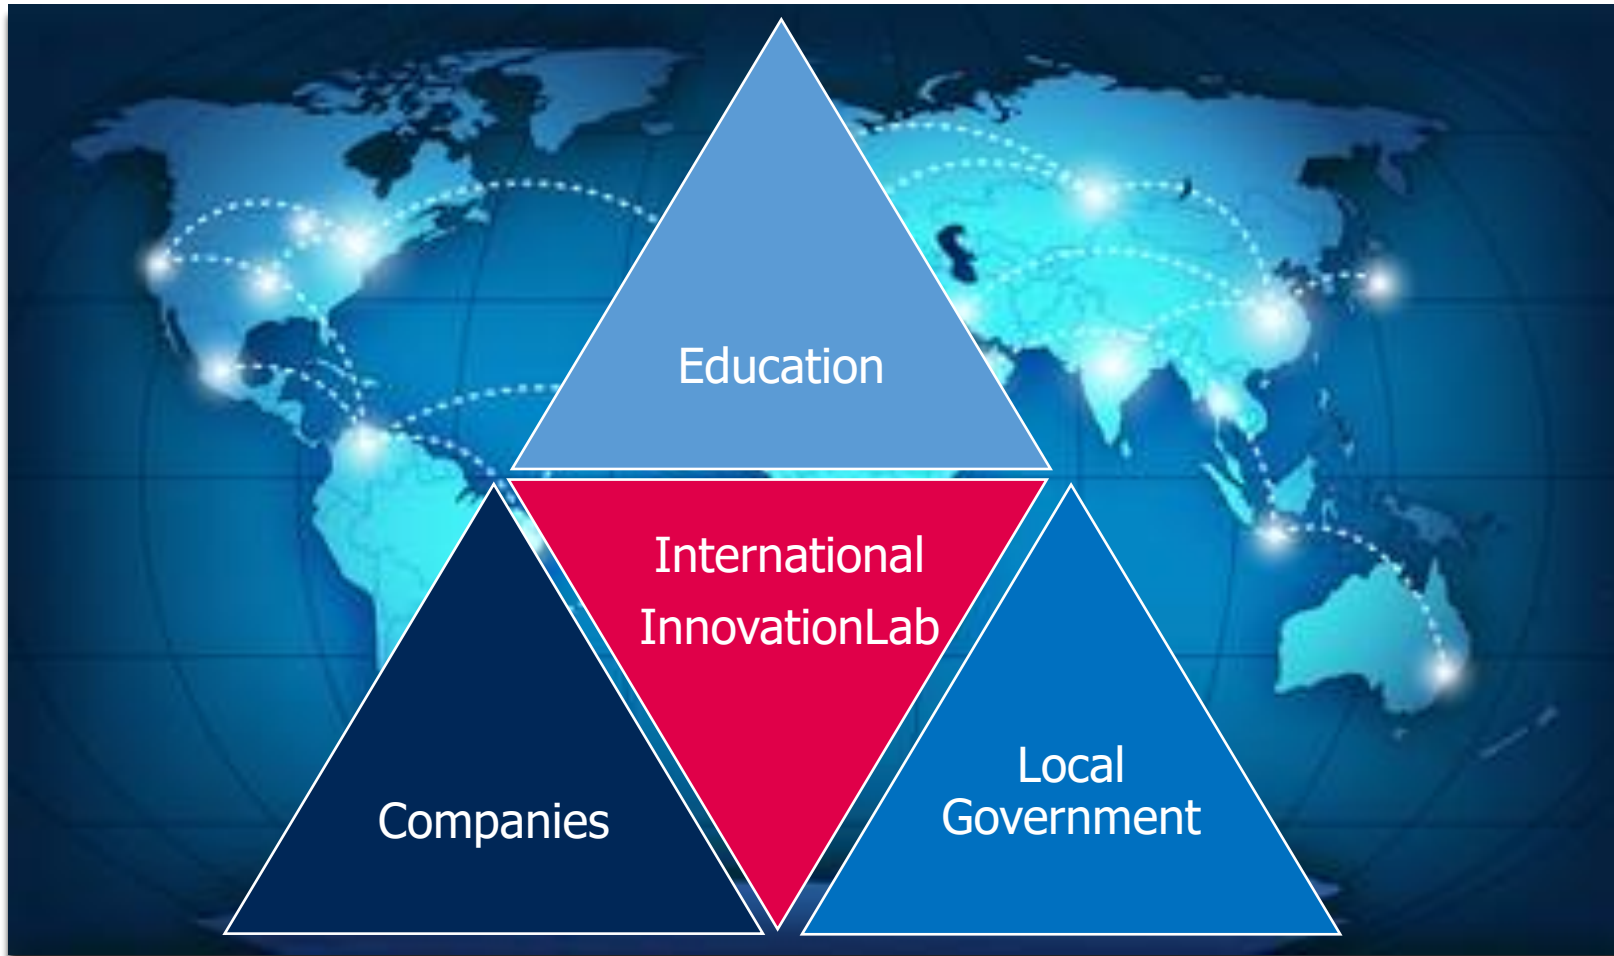 Education
International
InnovationLab
Companies
Local
Government